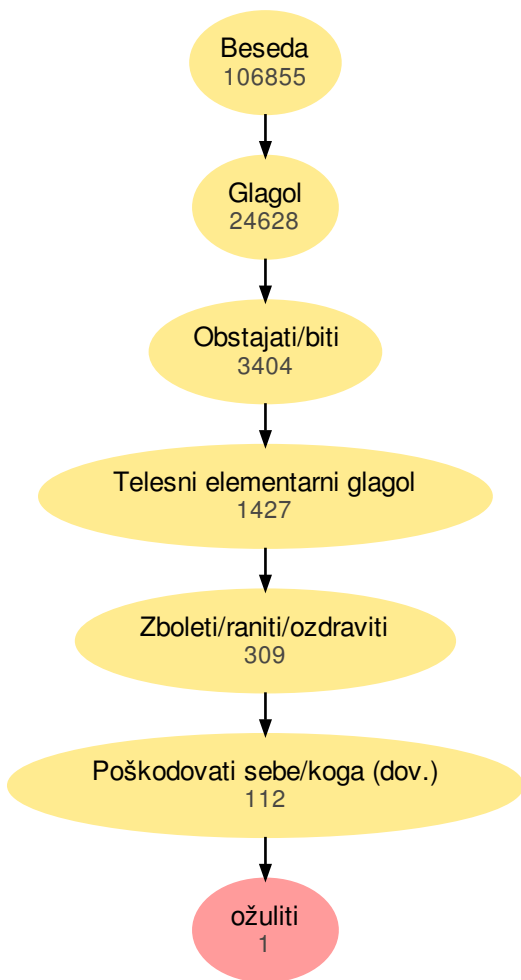 Beseda
106855
Glagol
24628
Obstajati/biti
3404
Telesni elementarni glagol
1427
Zboleti/raniti/ozdraviti
309
Poškodovati sebe/koga (dov.)
112
ožuliti
1